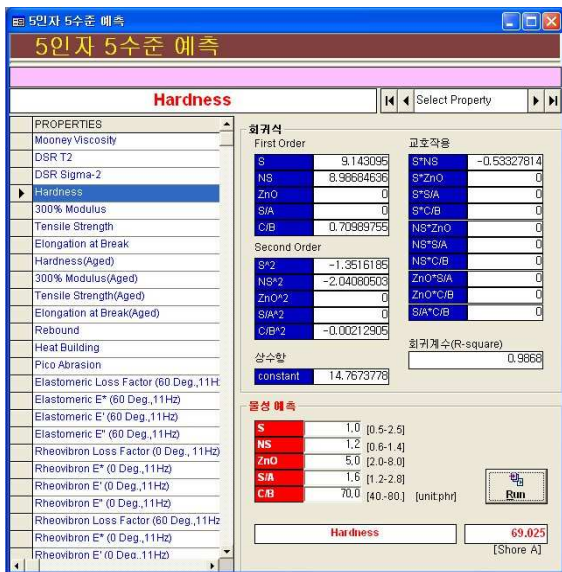 5인자 5수준 예측
5인자 5수준 예측
Hardness
Select Property
PROPERTIES
Mooney Viscosity
DSR T2
DSR Sigma-2
Hardness
300% Modulus
Tensile Strength
Elongation at Break
Hardness(Aged)
300% Modulus(Aged)
Tensile Strength(Aged)
Elongation at Break(Aged)
Rebound
Heat Building
Pico Abrasion
Elastomeric Loss Factor (60 Deg.,11Hz
Elastomeric E* (60 Deg.,11Hz)
Elastomeric E' (60 Deg.,11Hz)
Elastomeric E" (60 Deg.,11Hz)
Rheovibron Loss Factor (0 Deg., 11Hz)
Rheovibron E* (0 Deg.,11Hz)
Rheovibron E' (0 Deg.,11Hz)
Rheovibron E" (0 Deg.,11Hz)
Rheovibron Loss Factor (60 Deg.,11Hz
Rheovibron E* (60 Deg.,11Hz)
Rheovibron E' (60 Deg.,11Hz)
회귀식
First Order
S 9.143095
NS 8.98684636
ZnO 0
S/A 0
C/B 0.70989755
Second Order
S^2 -1.3516185
NS^2 -2.04080503
ZnO^2 0
S/A^2 0
C/B^2 -0.00212905
상수항
constant 14.7673778
교호작용
S*NS -0.53327814
S*ZnO 0
S*S/A 0
S*C/B 0
NS*ZnO 0
NS*S/A 0
NS*C/B 0
ZnO*S/A 0
ZnO*C/B 0
S/A*C/B 0
회귀계수(R-square)
0.9868
물성 예측
S 1.0 [0.5-2.5]
NS 1.2 [0.6-1.4]
ZnO 5.0 [2.0-8.0]
S/A 1.6 [1.2-2.8]
C/B 70.0 [40.-80.] [unit:phr]
Run
Hardness 69.025
[Shore A]